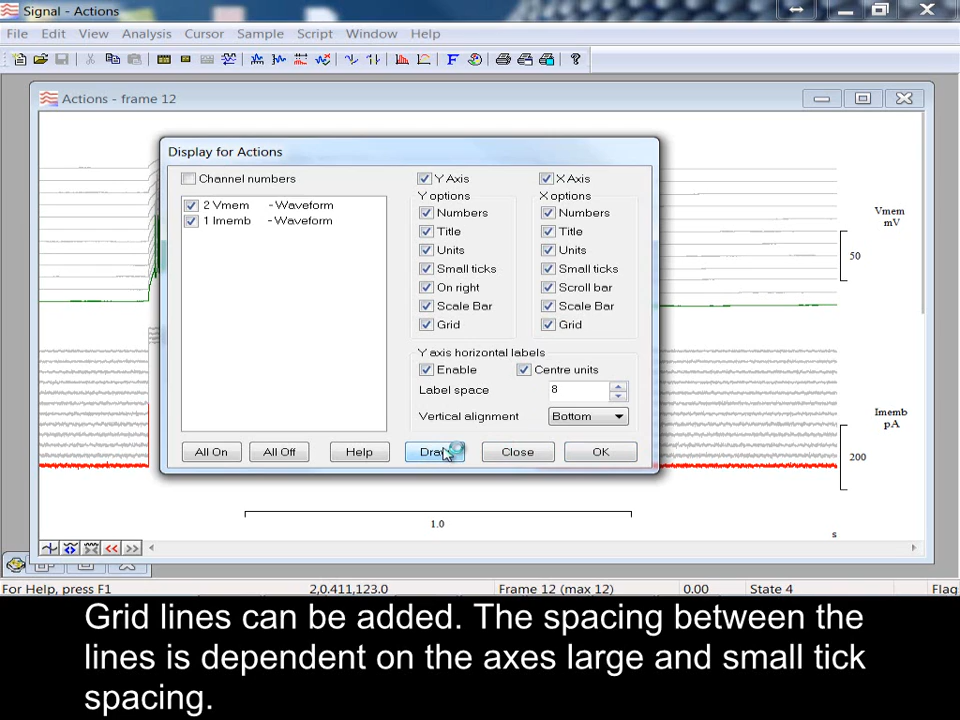 Signal - Actions
File Edit View Analysis Cursor Sample Script Window Help
Actions - frame 12
Display for Actions
Channel numbers
2 Vmem - Waveform
1 Imemb - Waveform
Y Axis
Y options
Numbers
Title
Units
Small ticks
On right
Scale Bar
Grid
X Axis
X options
Numbers
Title
Units
Small ticks
Scroll bar
Scale Bar
Grid
Y axis horizontal labels
Enable Centre units
Label space 8
Vertical alignment Bottom
All On All Off Help Close OK
Vmem
mV
50
Imemb
pA
200
1.0
s
For Help, press F1 2,0.411,123.0 Frame 12 (max 12) 0.00 State 4 Flag
Grid lines can be added. The spacing between the
lines is dependent on the axes large and small tick
spacing.